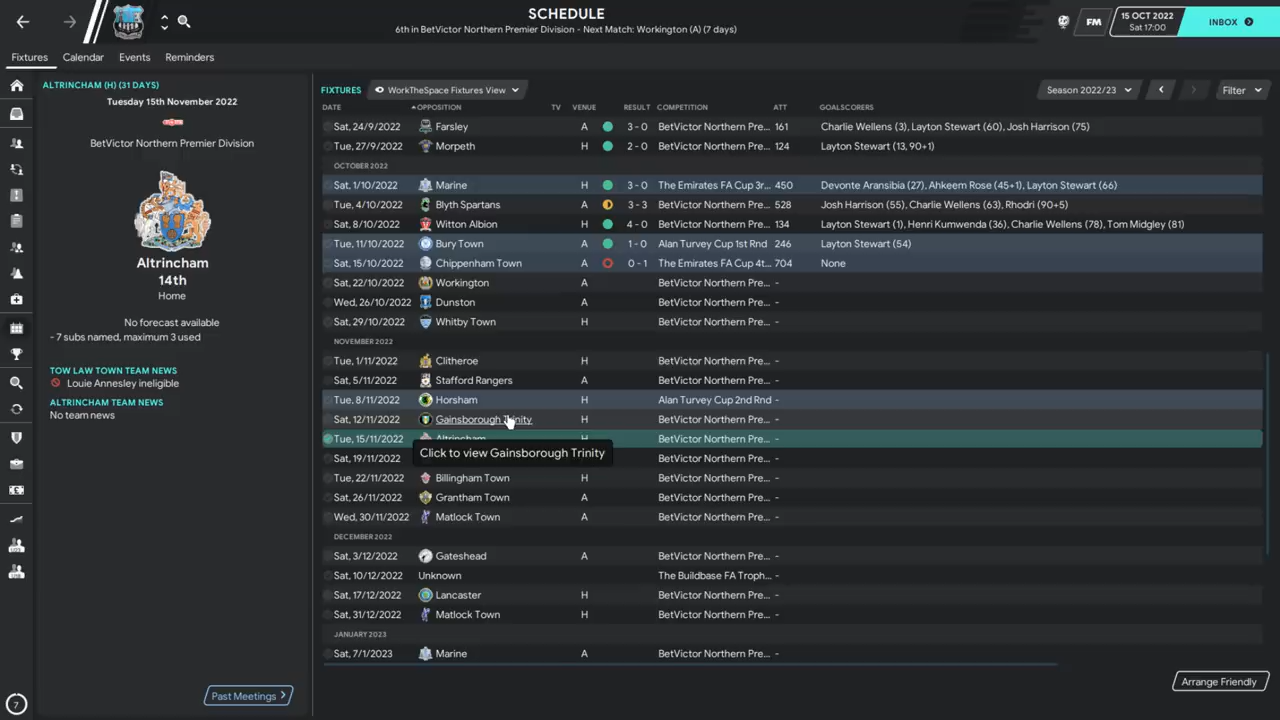 SCHEDULE
6th in BetVictor Northern Premier Division - Next Match: Workington (A) (7 days)
FM
15 OCT 2022
Sat 17:00
INBOX
Fixtures Calendar Events Reminders
ALTRINCHAM (H) (31 DAYS)
Tuesday 15th November 2022
BetVictor Northern Premier Division
Altrincham
14th
Home
No forecast available
- 7 subs named, maximum 3 used
TOW LAW TOWN TEAM NEWS
Louie Annesley ineligible
ALTRINCHAM TEAM NEWS
No team news
Past Meetings
7
FIXTURES WorkTheSpace Fixtures View Season 2022/23 Filter
DATE OPPOSITION TV VENUE RESULT COMPETITION ATT GOALSCORERS
Sat, 24/9/2022 Farsley A 3 - 0 BetVictor Northern Pre... 161 Charlie Wellens (3), Layton Stewart (60), Josh Harrison (75)
Tue, 27/9/2022 Morpeth H 2 - 0 BetVictor Northern Pre... 124 Layton Stewart (13, 90+1)
OCTOBER 2022
Sat, 1/10/2022 Marine H 3 - 0 The Emirates FA Cup 3r... 450 Devonte Aransibia (27), Ahkeem Rose (45+1), Layton Stewart (66)
Tue, 4/10/2022 Blyth Spartans A 3 - 3 BetVictor Northern Pre... 528 Josh Harrison (55), Charlie Wellens (63), Rhodri (90+5)
Sat, 8/10/2022 Witton Albion H 4 - 0 BetVictor Northern Pre... 134 Layton Stewart (1), Henri Kumwenda (36), Charlie Wellens (78), Tom Midgley (81)
Tue, 11/10/2022 Bury Town A 1 - 0 Alan Turvey Cup 1st Rnd 246 Layton Stewart (54)
Sat, 15/10/2022 Chippenham Town A 0 - 1 The Emirates FA Cup 4t... 704 None
Sat, 22/10/2022 Workington A BetVictor Northern Pre... -
Wed, 26/10/2022 Dunston A BetVictor Northern Pre... -
Sat, 29/10/2022 Whitby Town H BetVictor Northern Pre... -
NOVEMBER 2022
Tue, 1/11/2022 Clitheroe H BetVictor Northern Pre... -
Sat, 5/11/2022 Stafford Rangers A BetVictor Northern Pre... -
Tue, 8/11/2022 Horsham H Alan Turvey Cup 2nd Rnd -
Sat, 12/11/2022 Gainsborough Trinity H BetVictor Northern Pre... -
Tue, 15/11/2022 Altrincham H BetVictor Northern Pre... -
Click to view Gainsborough Trinity
Sat, 19/11/2022 BetVictor Northern Pre... -
Tue, 22/11/2022 Billingham Town H BetVictor Northern Pre... -
Sat, 26/11/2022 Grantham Town A BetVictor Northern Pre... -
Wed, 30/11/2022 Matlock Town A BetVictor Northern Pre... -
DECEMBER 2022
Sat, 3/12/2022 Gateshead A BetVictor Northern Pre... -
Sat, 10/12/2022 Unknown The Buildbase FA Troph... -
Sat, 17/12/2022 Lancaster H BetVictor Northern Pre... -
Sat, 31/12/2022 Matlock Town H BetVictor Northern Pre... -
JANUARY 2023
Sat, 7/1/2023 Marine A BetVictor Northern Pre... -
Arrange Friendly